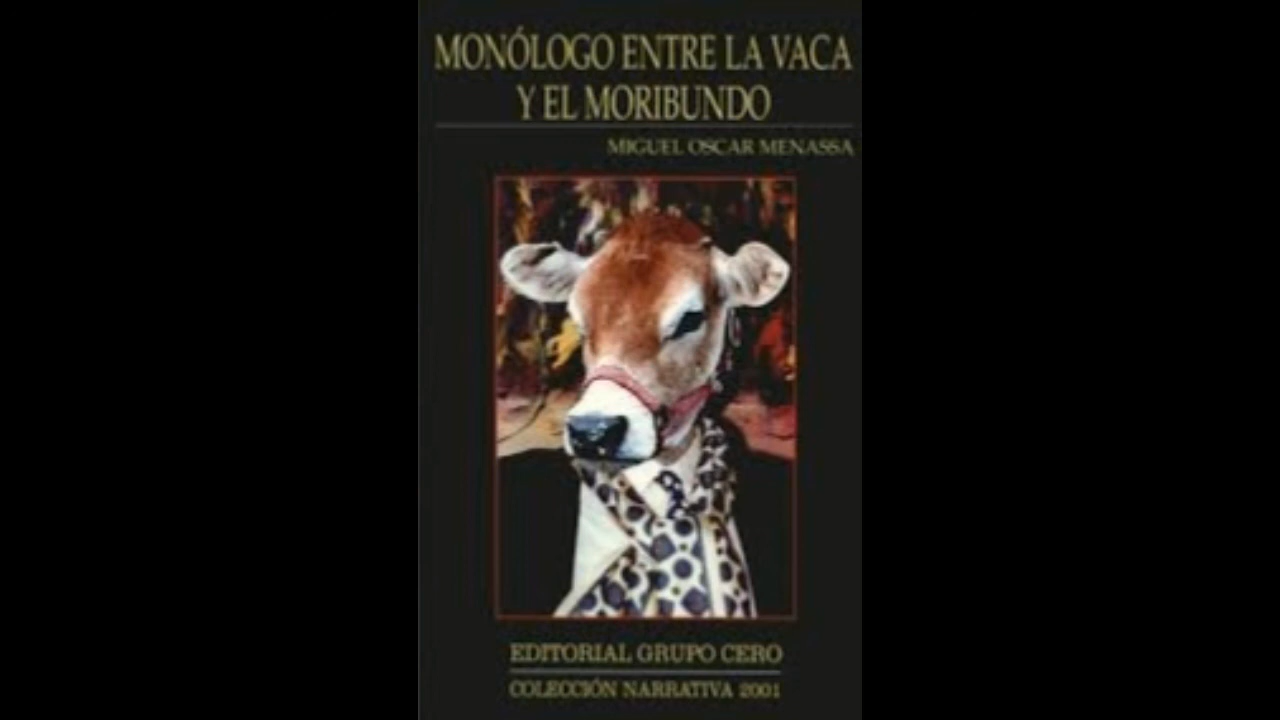 MONÓLOGO ENTRE LA VACA
Y EL MORIBUNDO
MIGUEL OSCAR MENASSA
EDITORIAL GRUPO CERO
COLECCIÓN NARRATIVA 2001